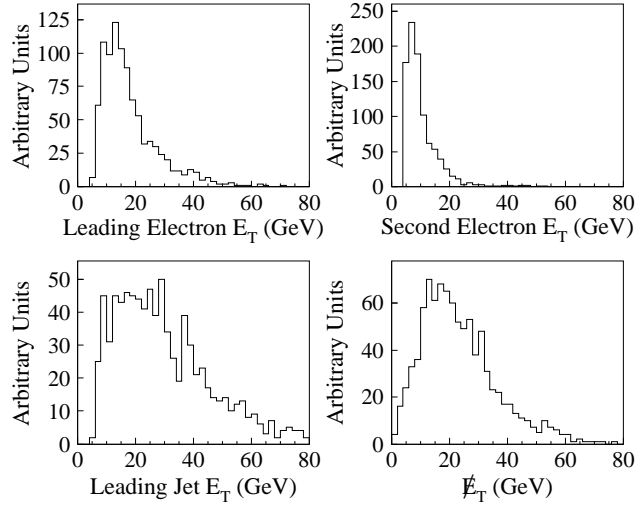 Arbitrary Units
125
100
75
50
25
0
0 20 40 60 80
Leading Electron E_T (GeV)
Arbitrary Units
250
200
150
100
50
0
0 20 40 60 80
Second Electron E_T (GeV)
Arbitrary Units
50
40
30
20
10
0
0 20 40 60 80
Leading Jet E_T (GeV)
Arbitrary Units
60
40
20
0
0 20 40 60 80
E̸_T (GeV)